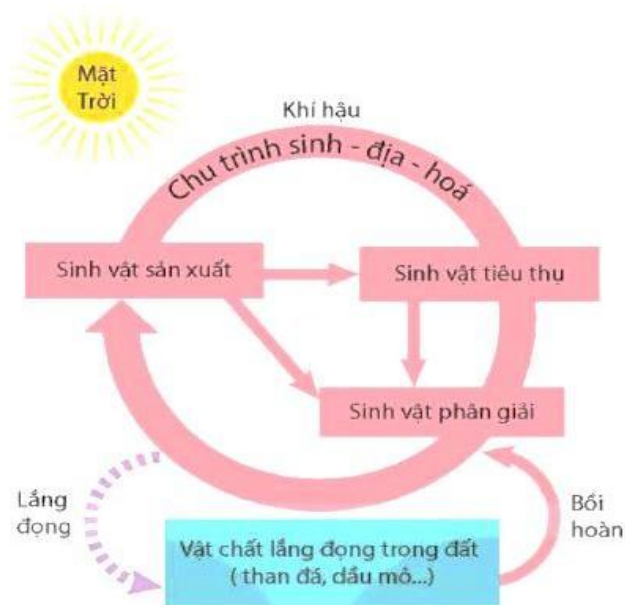 Mặt
Trời
Khí hậu
Chu trình sinh - địa - hoá
Sinh vật sản xuất
Sinh vật tiêu thụ
Sinh vật phân giải
Lắng
đọng
Bồi
hoàn
Vật chất lắng đọng trong đất
( than đá, dầu mỏ...)